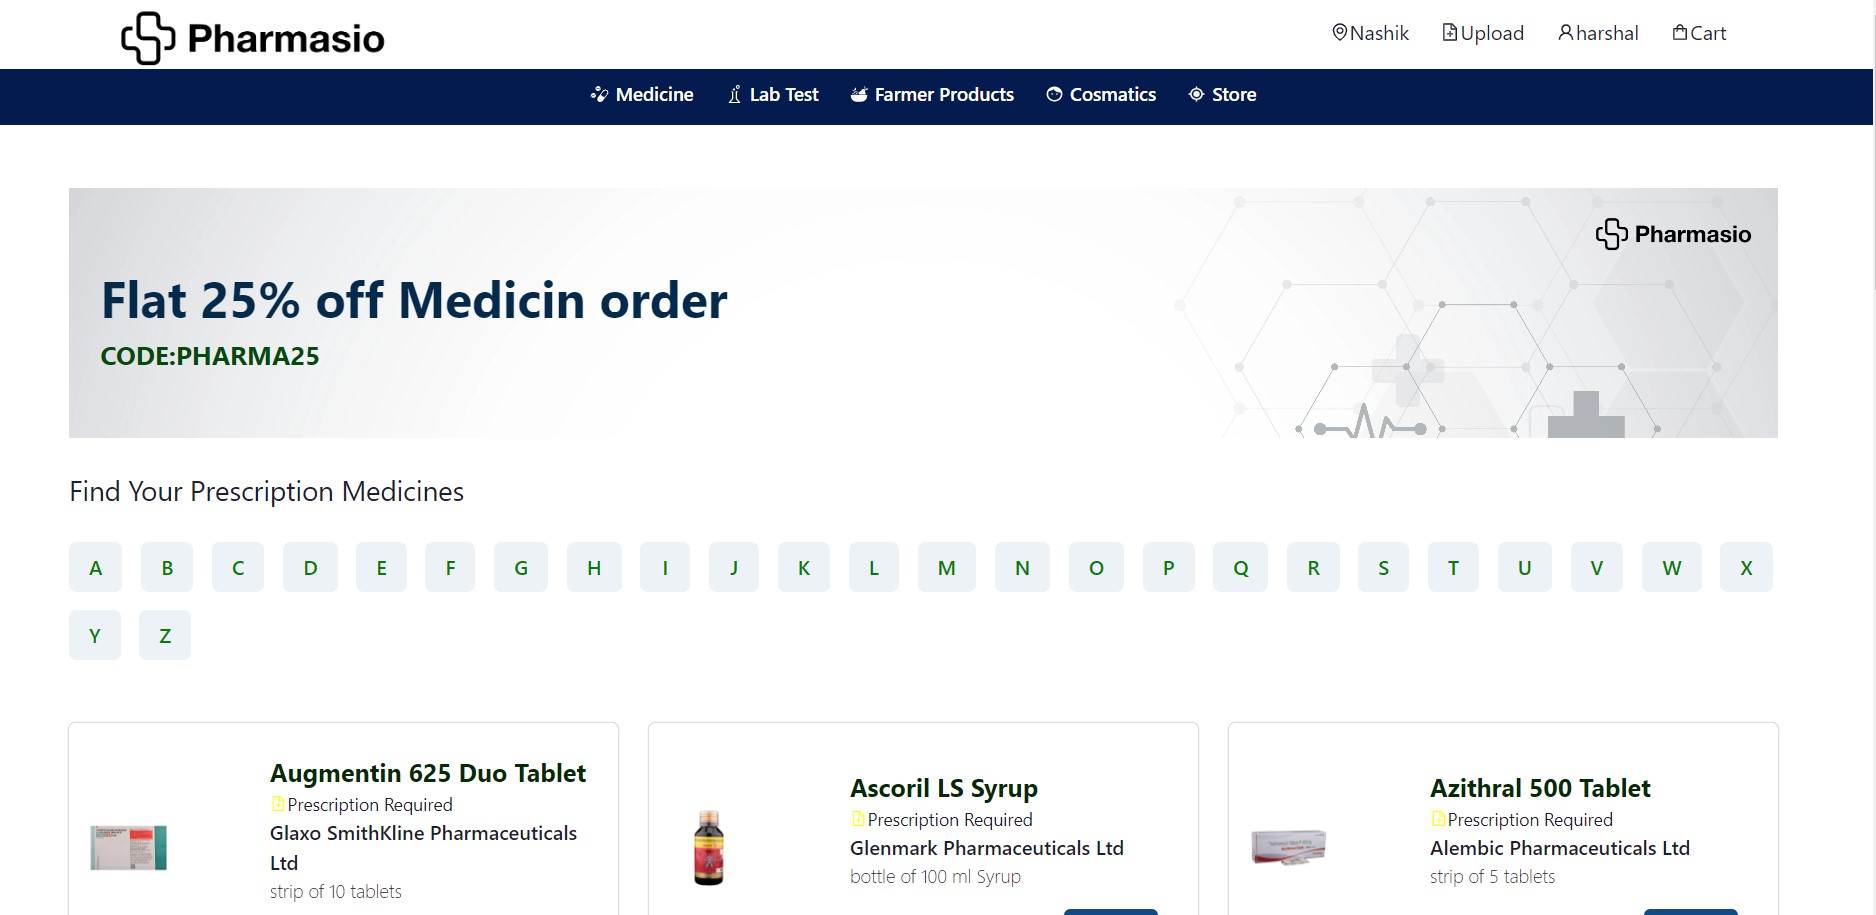 Pharmasio
Nashik Upload harshal Cart
Medicine Lab Test Farmer Products Cosmatics Store
Pharmasio
Flat 25% off Medicin order
CODE:PHARMA25
Find Your Prescription Medicines
A B C D E F G H I J K L M N O P Q R S T U V W X
Y Z
Augmentin 625 Duo Tablet
Prescription Required
Glaxo SmithKline Pharmaceuticals
Ltd
strip of 10 tablets
Ascoril LS Syrup
Prescription Required
Glenmark Pharmaceuticals Ltd
bottle of 100 ml Syrup
Azithral 500 Tablet
Prescription Required
Alembic Pharmaceuticals Ltd
strip of 5 tablets